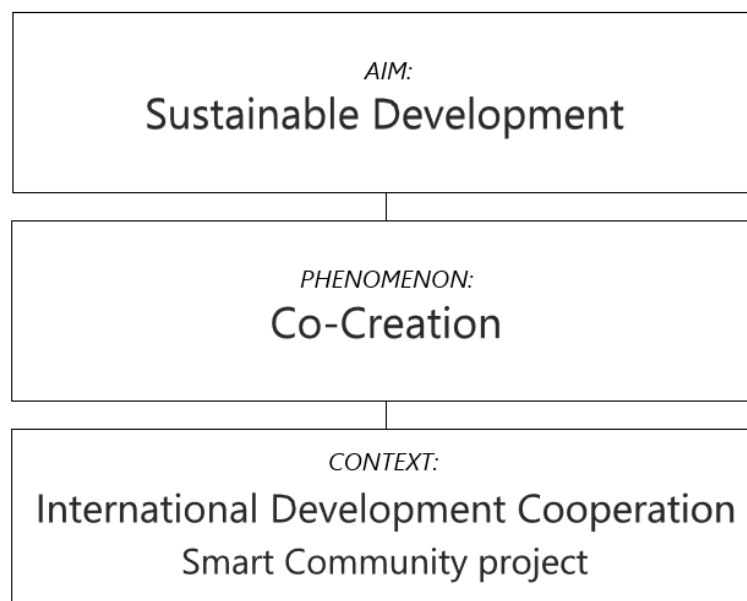 AIM:
Sustainable Development
PHENOMENON:
Co-Creation
CONTEXT:
International Development Cooperation
Smart Community project